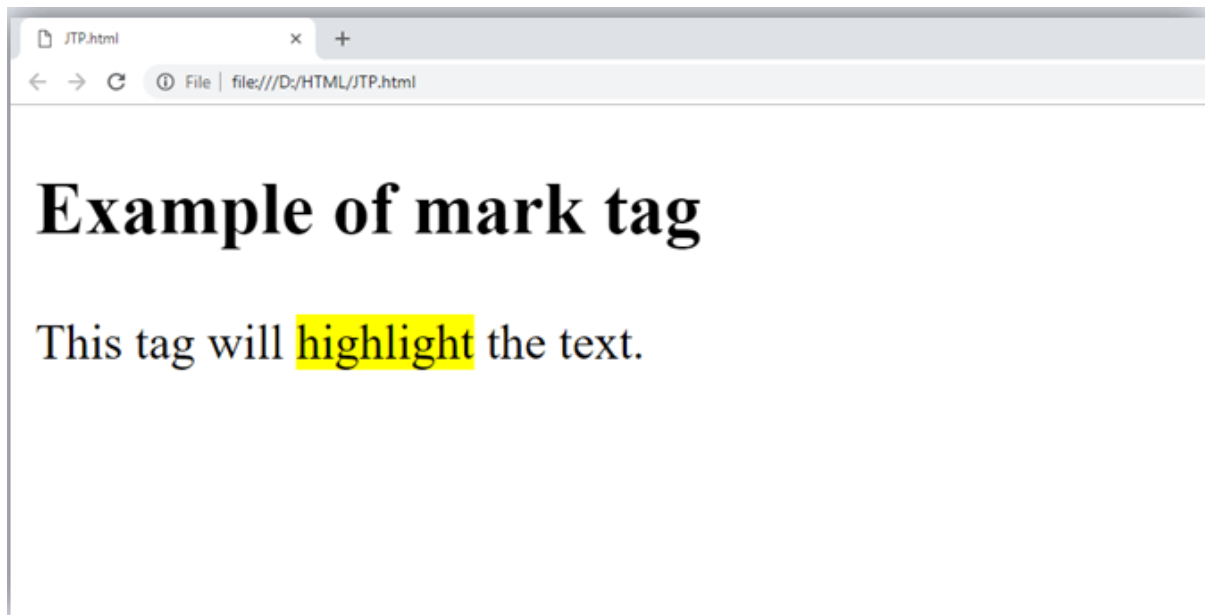 JTP.html
File file:///D:/HTML/JTP.html
Example of mark tag
This tag will highlight the text.